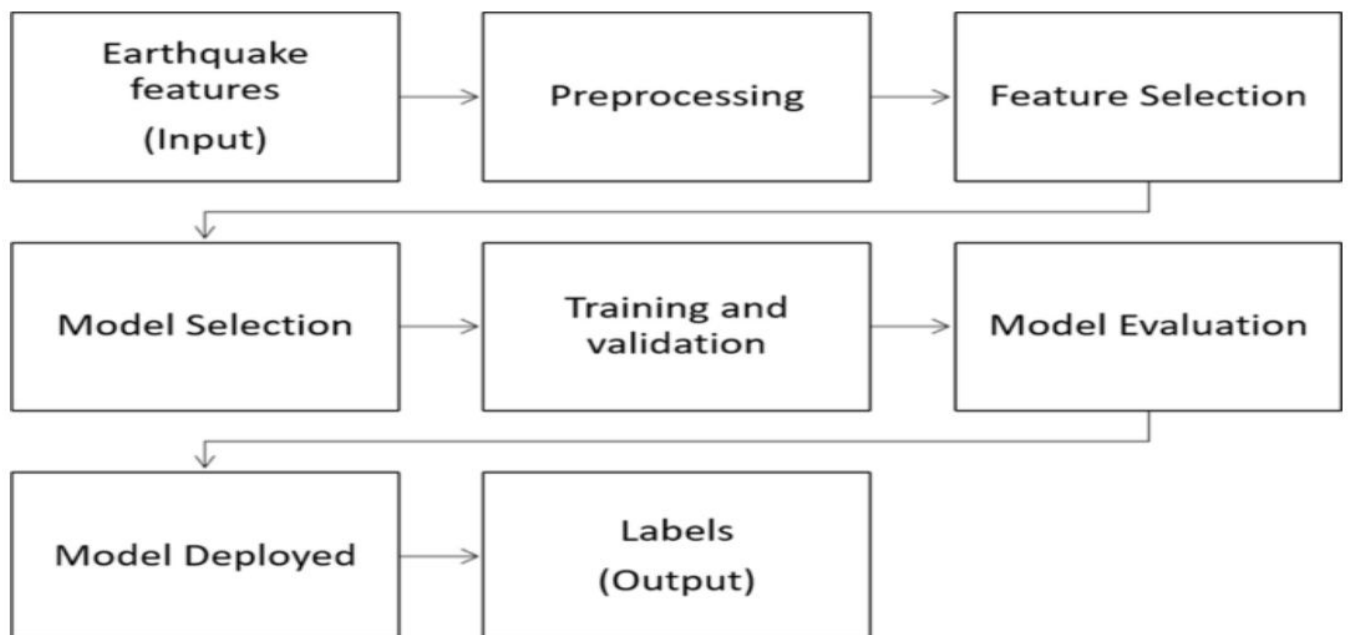 Earthquake
features
(Input)
Preprocessing
Feature Selection
Model Selection
Training and
validation
Model Evaluation
Model Deployed
Labels
(Output)